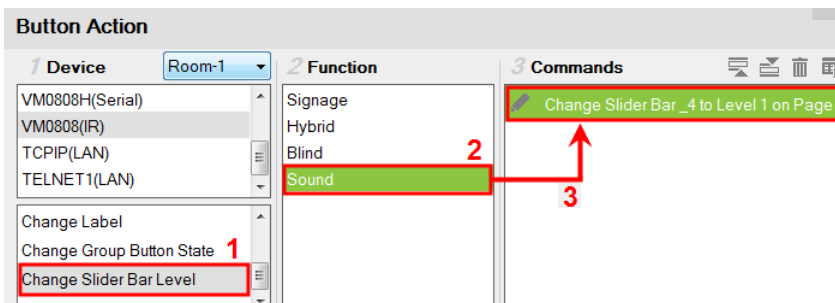 Button Action
1 Device
Room-1
2 Function
3 Commands
VM0808H(Serial)
VM0808(IR)
TCPIP(LAN)
TELNET1(LAN)
Signage
Hybrid
Blind
Sound
2
Change Slider Bar _4 to Level 1 on Page
3
Change Label
Change Group Button State
1
Change Slider Bar Level